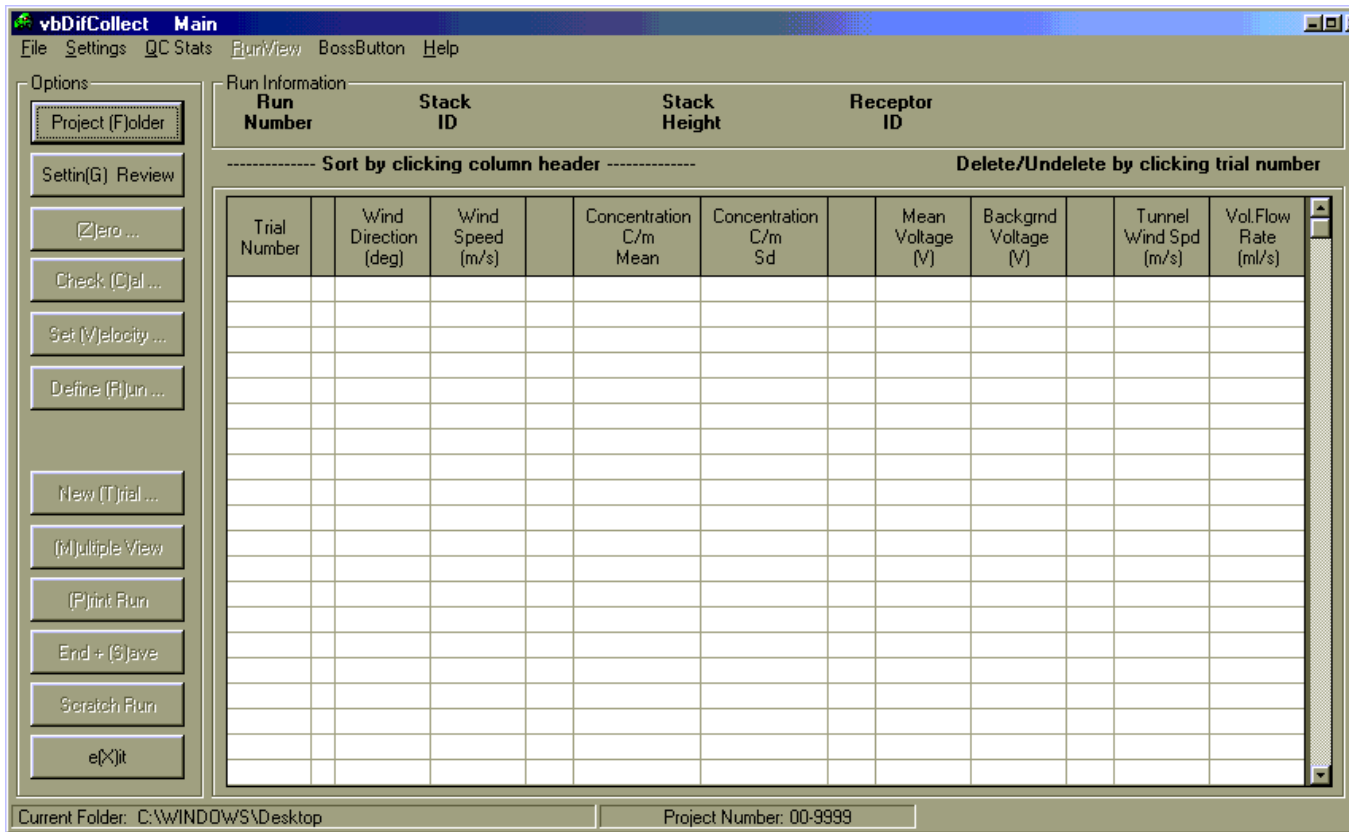 vbDifCollect Main
File Settings QC Stats RunView BossButton Help
Options
Project (F)older
Settin(G) Review
(Z)ero ...
Check (C)al ...
Set (V)elocity ...
Define (R)un ...
New (T)rial ...
(M)ultiple View
(P)rint Run
End + (S)ave
Scratch Run
e(X)it
Run Information
Run
Number
Stack
ID
Stack
Height
Receptor
ID
-------------- Sort by clicking column header --------------
Delete/Undelete by clicking trial number
Trial
Number
Wind
Direction
(deg)
Wind
Speed
(m/s)
Concentration
C/m
Mean
Concentration
C/m
Sd
Mean
Voltage
(V)
Backgrnd
Voltage
(V)
Tunnel
Wind Spd
(m/s)
Vol.Flow
Rate
(ml/s)
Current Folder: C:\WINDOWS\Desktop
Project Number: 00-9999